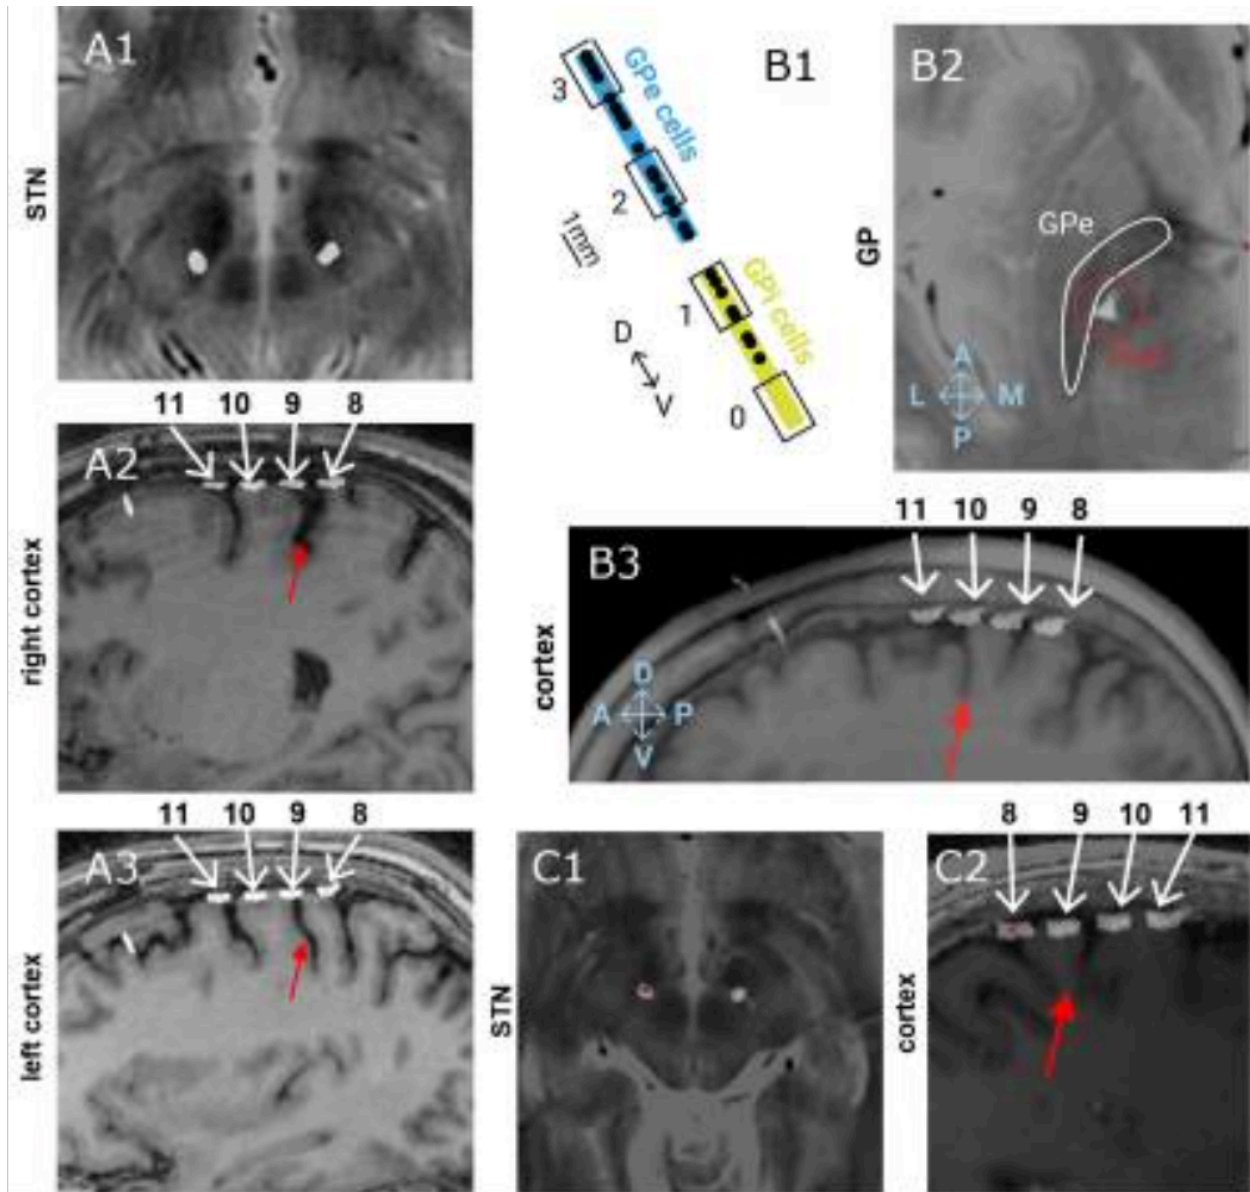 A1
STN
B1
3
GPe cells
2
1mm
GPi cells
1
D
V
0
B2
GP
GPe
A
L M
P
11 10 9 8
A2
right cortex
11 10 9 8
B3
cortex
D
A P
V
11 10 9 8
A3
left cortex
C1
STN
8 9 10 11
C2
cortex